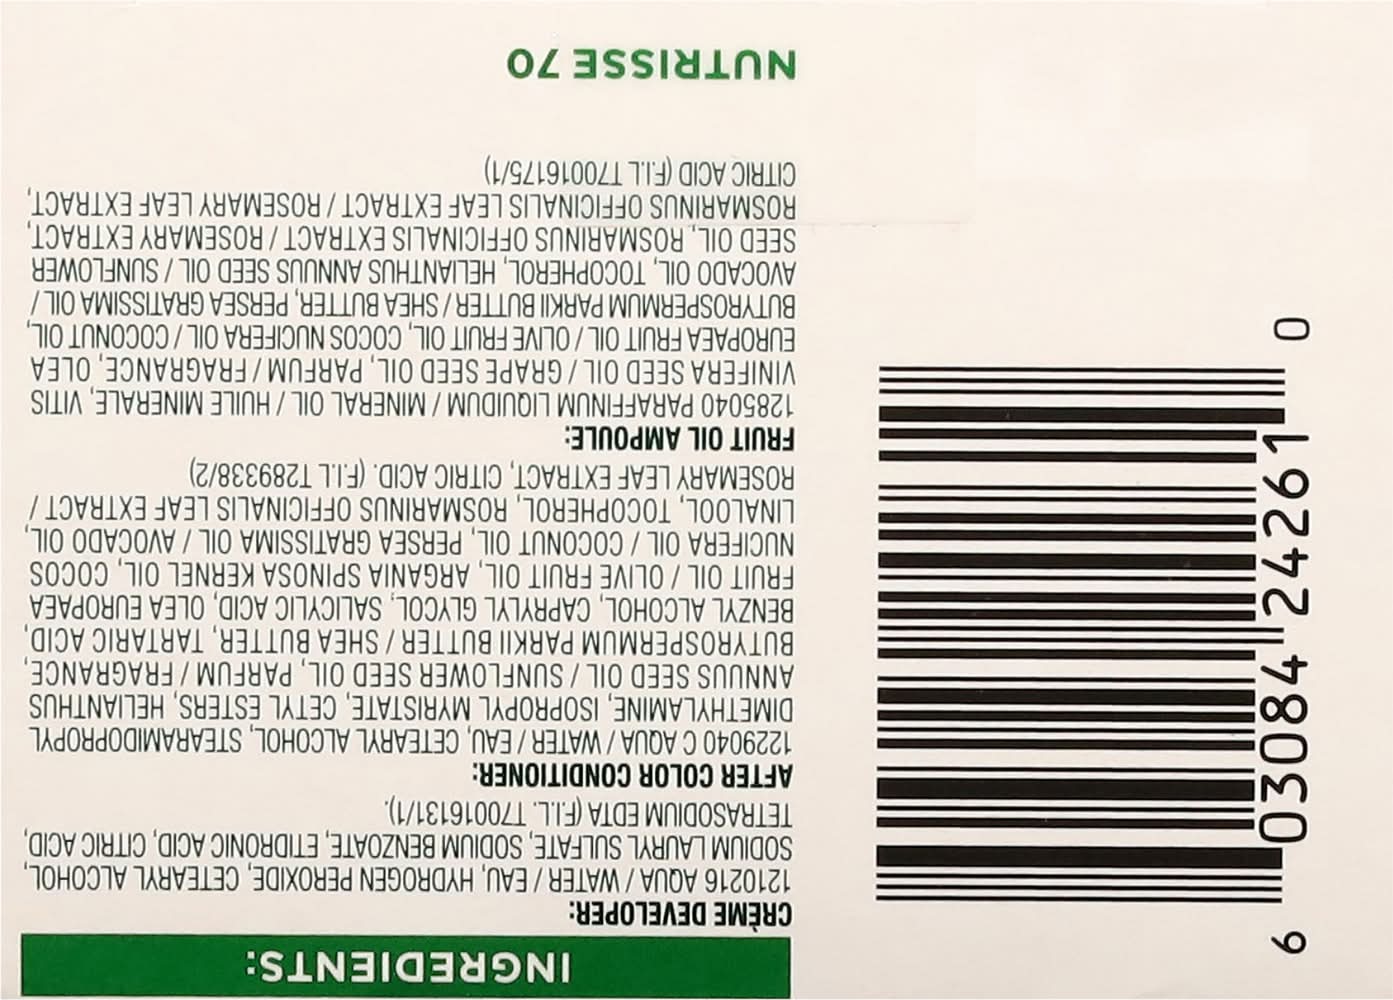 INGREDIENTS:
CRÈME DEVELOPER:
1210216 AQUA / WATER / EAU, HYDROGEN PEROXIDE, CETEARYL ALCOHOL,
SODIUM LAURYL SULFATE, SODIUM BENZOATE, ETIDRONIC ACID, CITRIC ACID,
TETRASODIUM EDTA (F.I.L. T70016131/1).
AFTER COLOR CONDITIONER:
1229040 C AQUA / WATER / EAU, CETEARYL ALCOHOL, STEARAMIDOPROPYL
DIMETHYLAMINE, ISOPROPYL MYRISTATE, CETYL ESTERS, HELIANTHUS
ANNUUS SEED OIL / SUNFLOWER SEED OIL, PARFUM / FRAGRANCE,
BUTYROSPERMUM PARKII BUTTER / SHEA BUTTER, TARTARIC ACID,
BENZYL ALCOHOL, CAPRYLYL GLYCOL, SALICYLIC ACID, OLEA EUROPAEA
FRUIT OIL / OLIVE FRUIT OIL, ARGANIA SPINOSA KERNEL OIL, COCOS
NUCIFERA OIL / COCONUT OIL, PERSEA GRATISSIMA OIL / AVOCADO OIL,
LINALOOL, TOCOPHEROL, ROSMARINUS OFFICINALIS LEAF EXTRACT /
ROSEMARY LEAF EXTRACT, CITRIC ACID. (F.I.L T289338/2)
FRUIT OIL AMPOULE:
1285040 PARAFFINUM LIQUIDUM / MINERAL OIL / HUILE MINERALE, VITIS
VINIFERA SEED OIL / GRAPE SEED OIL, PARFUM / FRAGRANCE, OLEA
EUROPAEA FRUIT OIL / OLIVE FRUIT OIL, COCOS NUCIFERA OIL / COCONUT OIL,
BUTYROSPERMUM PARKII BUTTER / SHEA BUTTER, PERSEA GRATISSIMA OIL /
AVOCADO OIL, TOCOPHEROL, HELIANTHUS ANNUUS SEED OIL / SUNFLOWER
SEED OIL, ROSMARINUS OFFICINALIS EXTRACT / ROSEMARY EXTRACT,
ROSMARINUS OFFICINALIS LEAF EXTRACT / ROSEMARY LEAF EXTRACT,
CITRIC ACID (F.I.L T70016175/1)
NUTRISSE 70
6 03084 24261 0